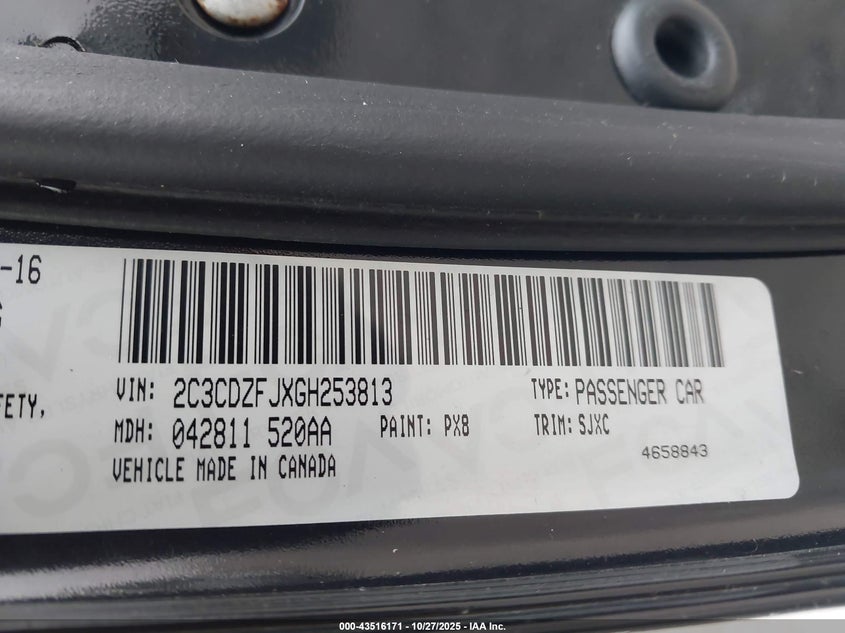 -16
G
VIN: 2C3CDZFJXGH253813 TYPE: PASSENGER CAR
FETY,
MDH: 042811 520AA PAINT: PX8 TRIM: SJXC
4658843
VEHICLE MADE IN CANADA
000-43516171 - 10/27/2025 - IAA Inc.